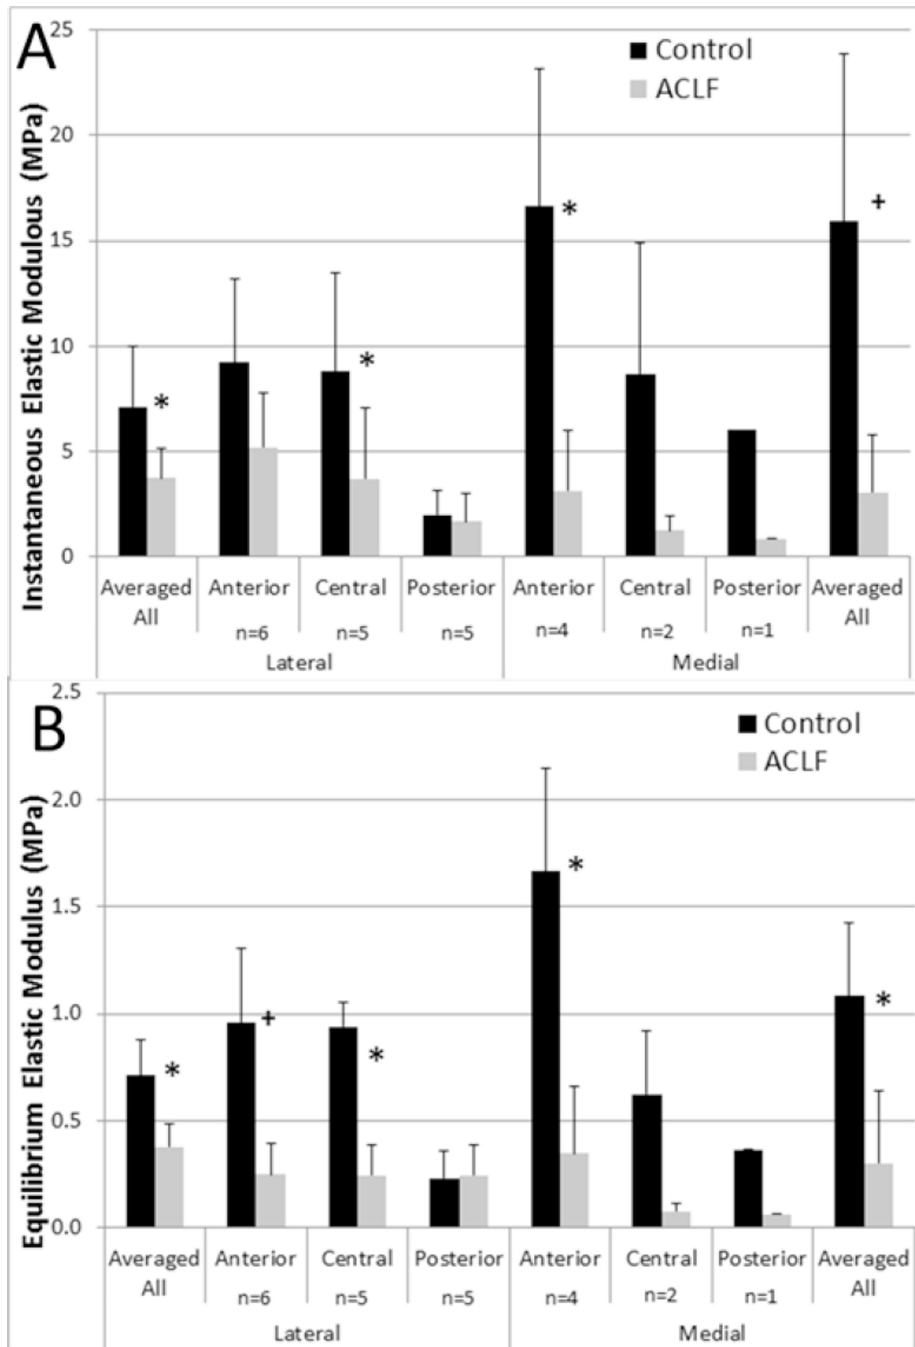 A
Instantaneous Elastic Modulous (MPa)
25
20
15
10
5
0
Control
ACLF
*
*
*
+
Averaged All
Anterior
Central
Posterior
Anterior
Central
Posterior
Averaged All
n=6
n=5
n=5
n=4
n=2
n=1
Lateral
Medial
B
Equilibrium Elastic Modulus (MPa)
2.5
2.0
1.5
1.0
0.5
0.0
Control
ACLF
*
+
*
*
*
Averaged All
Anterior
Central
Posterior
Anterior
Central
Posterior
Averaged All
n=6
n=5
n=5
n=4
n=2
n=1
Lateral
Medial